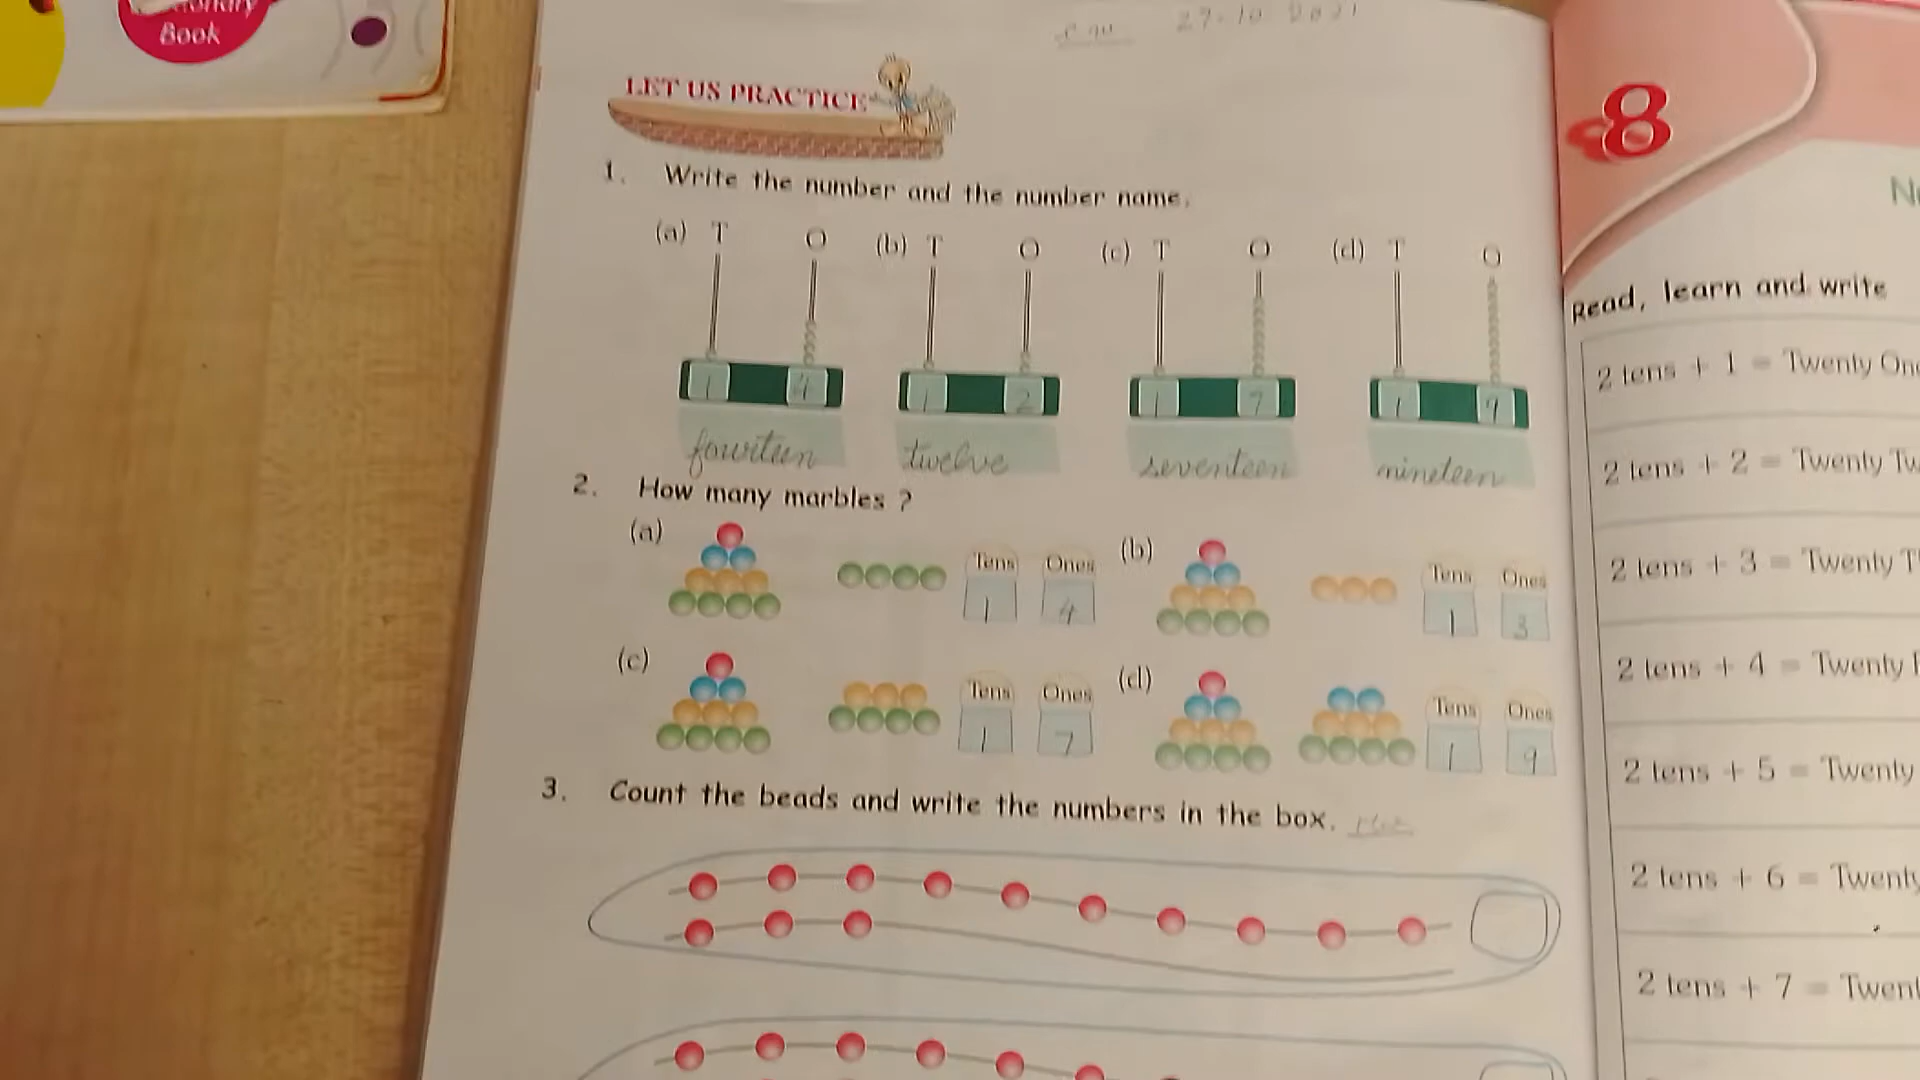 Book
27-10 2021
LET US PRACTICE
8
1. Write the number and the number name.
(a) T O (b) T O (c) T O (d) T O
1 4 1 2 1 7 1 9
fourteen twelve seventeen nineteen
2. How many marbles ?
(a) Tens Ones (b) Tens Ones
1 4 1 3
(c) Tens Ones (d) Tens Ones
1 7 1 9
3. Count the beads and write the numbers in the box.
Read, learn and write
2 tens + 1 = Twenty
2 tens + 2 = Twenty
2 tens + 3 = Twenty
2 tens + 4 = Twenty
2 tens + 5 = Twenty
2 tens + 6 = Twenty
2 tens + 7 =